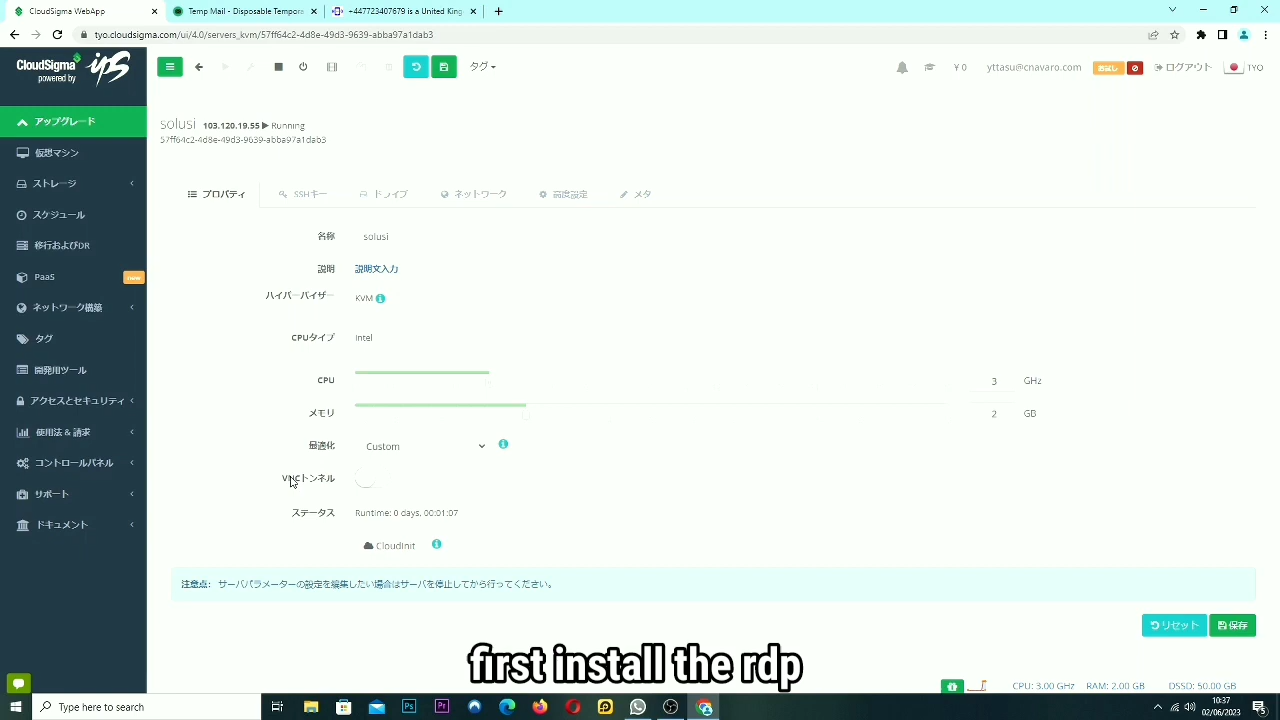 CloudSigma WebApp
Temp Mail - Disposable Tempora
+447723407679 is a United King
tyo.cloudsigma.com/ui/4.0/servers_kvm/57ff64c2-4d8e-49d3-9639-abba97a1dab3
CloudSigma
powered by
タグ
¥ 0
yttasu@cnavaro.com
お試し
ログアウト
TYO
アップグレード
仮想マシン
ストレージ
スケジュール
移行およびDR
PaaS
new
ネットワーク構築
タグ
開発用ツール
アクセスとセキュリティ
使用法 & 請求
コントロールパネル
サポート
ドキュメント
solusi 103.120.19.55 Running
57ff64c2-4d8e-49d3-9639-abba97a1dab3
プロパティ
SSHキー
ドライブ
ネットワーク
高度設定
メタ
名称 solusi
説明 説明文入力
ハイパーバイザー KVM
CPUタイプ Intel
CPU 3 GHz
メモリ 2 GB
最適化 Custom
VNCトンネル
ステータス Runtime: 0 days, 00:01:07
CloudInit
注意点: サーバパラメーターの設定を編集したい場合はサーバを停止してから行ってください。
リセット
保存
first install the rdp
CPU: 3.00 GHz RAM: 2.00 GB DSSD: 50.00 GB
Type here to search
10:37
02/06/2023